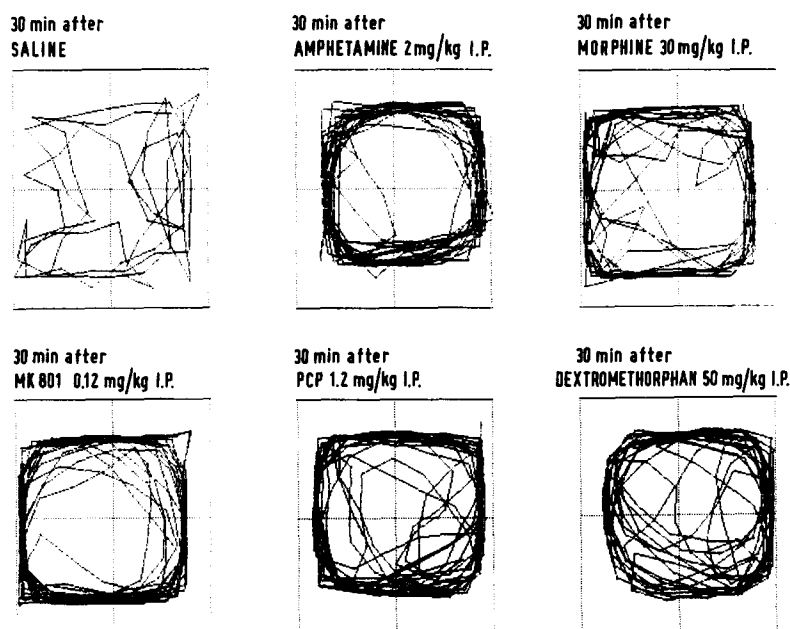 30 min after
SALINE
30 min after
AMPHETAMINE 2mg/kg I.P.
30 min after
MORPHINE 30mg/kg I.P.
30 min after
MK 801 0.12 mg/kg I.P.
30 min after
PCP 1.2 mg/kg I.P.
30 min after
DEXTROMETHORPHAN 50 mg/kg I.P.